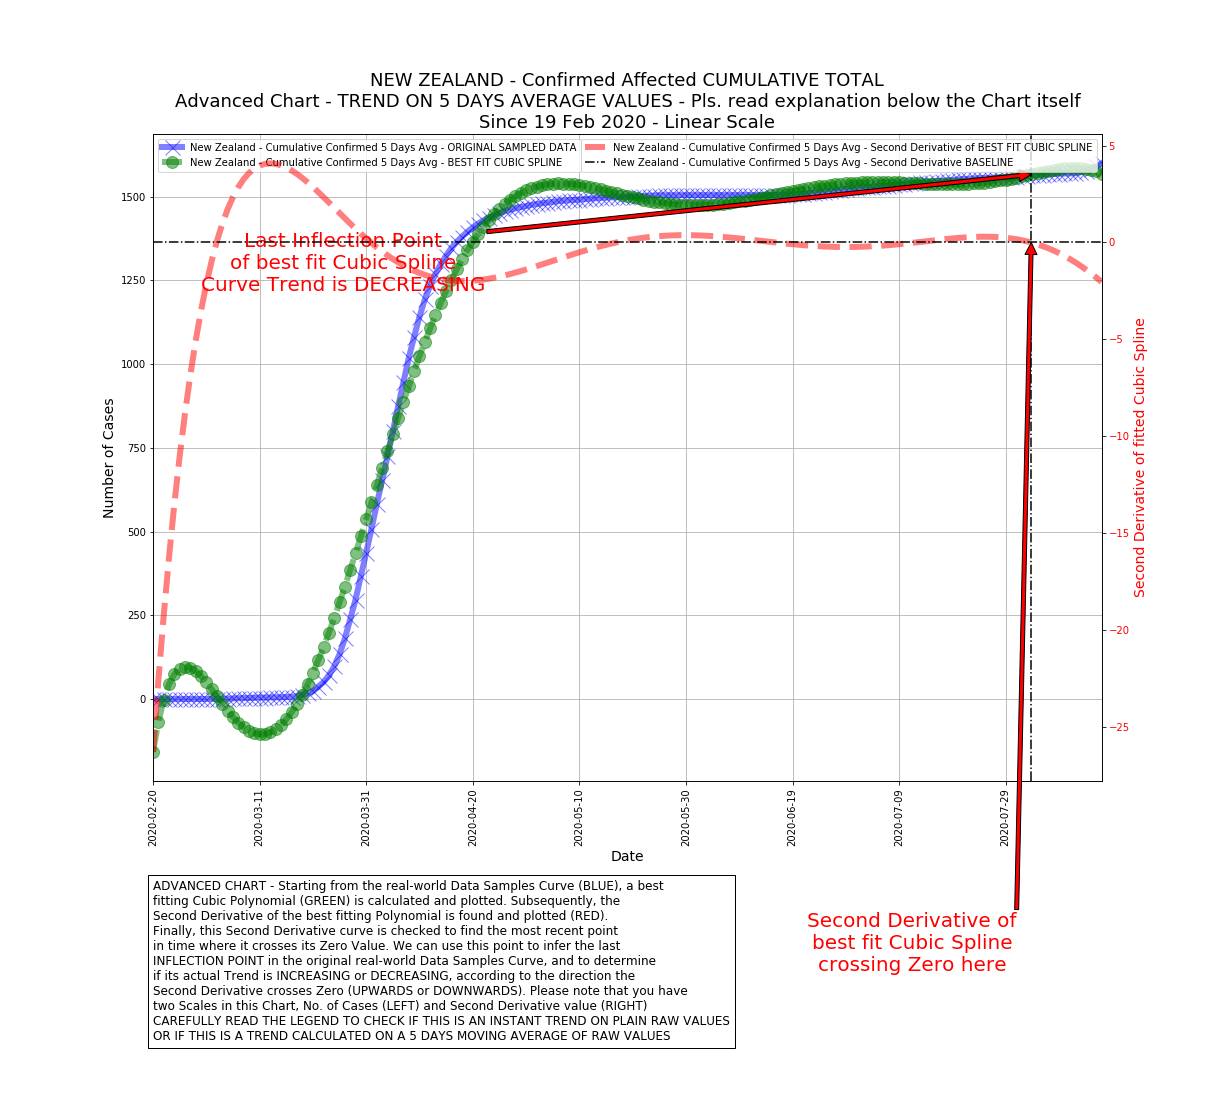 NEW ZEALAND - Confirmed Affected CUMULATIVE TOTAL
Advanced Chart - TREND ON 5 DAYS AVERAGE VALUES - Pls. read explanation below the Chart itself
Since 19 Feb 2020 - Linear Scale
New Zealand - Cumulative Confirmed 5 Days Avg - ORIGINAL SAMPLED DATA
New Zealand - Cumulative Confirmed 5 Days Avg - BEST FIT CUBIC SPLINE
New Zealand - Cumulative Confirmed 5 Days Avg - Second Derivative of BEST FIT CUBIC SPLINE
New Zealand - Cumulative Confirmed 5 Days Avg - Second Derivative BASELINE
Last Inflection Point
of best fit Cubic Spline
Curve Trend is DECREASING
Number of Cases
1500
1250
1000
750
500
250
0
5
0
−5
−10
−15
−20
−25
Second Derivative of fitted Cubic Spline
2020-02-20
2020-03-11
2020-03-31
2020-04-20
2020-05-10
2020-05-30
2020-06-19
2020-07-09
2020-07-29
Date
Second Derivative of
best fit Cubic Spline
crossing Zero here
ADVANCED CHART - Starting from the real-world Data Samples Curve (BLUE), a best
fitting Cubic Polynomial (GREEN) is calculated and plotted. Subsequently, the
Second Derivative of the best fitting Polynomial is found and plotted (RED).
Finally, this Second Derivative curve is checked to find the most recent point
in time where it crosses its Zero Value. We can use this point to infer the last
INFLECTION POINT in the original real-world Data Samples Curve, and to determine
if its actual Trend is INCREASING or DECREASING, according to the direction the
Second Derivative crosses Zero (UPWARDS or DOWNWARDS). Please note that you have
two Scales in this Chart, No. of Cases (LEFT) and Second Derivative value (RIGHT)
CAREFULLY READ THE LEGEND TO CHECK IF THIS IS AN INSTANT TREND ON PLAIN RAW VALUES
OR IF THIS IS A TREND CALCULATED ON A 5 DAYS MOVING AVERAGE OF RAW VALUES